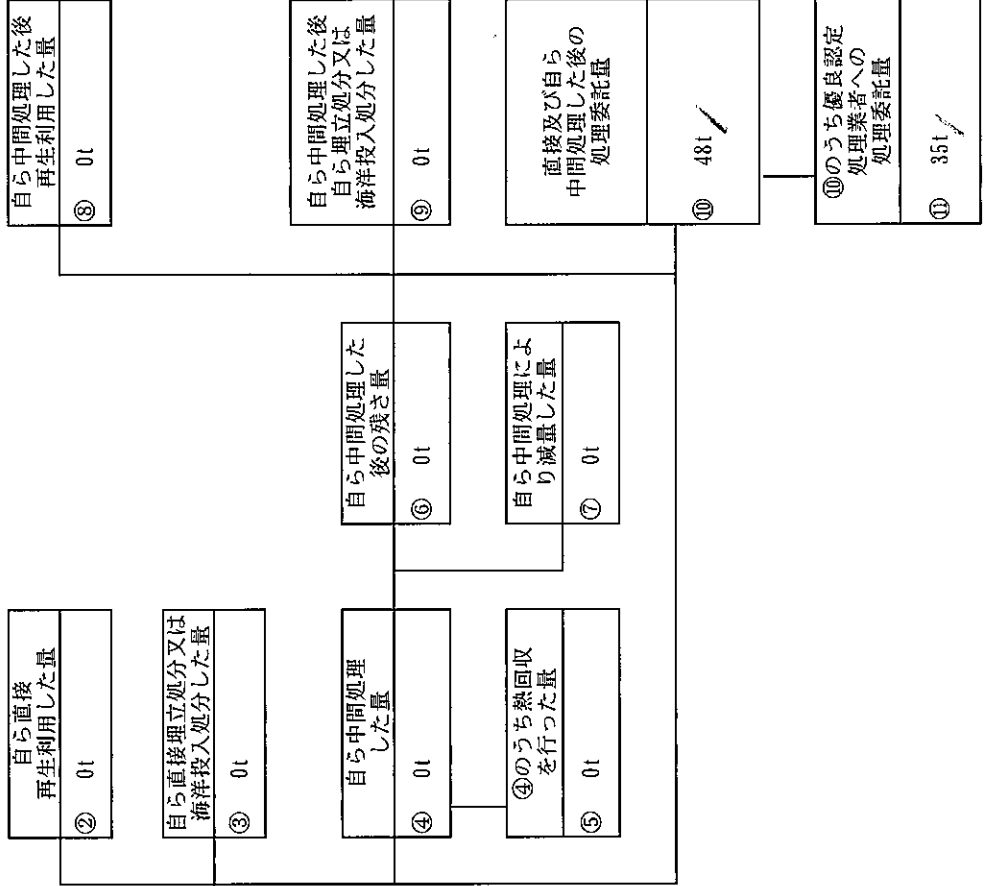 自ら直接
再生利用した量
② 0t
自ら直接埋立処分又は
海洋投入処分した量
③ 0t
自ら中間処理
した量
④ 0t
④のうち熱回収
を行った量
⑤ 0t
自ら中間処理した
後の残さ量
⑥ 0t
自ら中間処理によ
り減量した量
⑦ 0t
自ら中間処理した後
再生利用した量
⑧ 0t
自ら中間処理した後
自ら埋立処分又は
海洋投入処分した量
⑨ 0t
直接及び自ら
中間処理した後の
処理委託量
⑩ 48t
⑩のうち優良認定
処理業者への
処理委託量
⑪ 35t